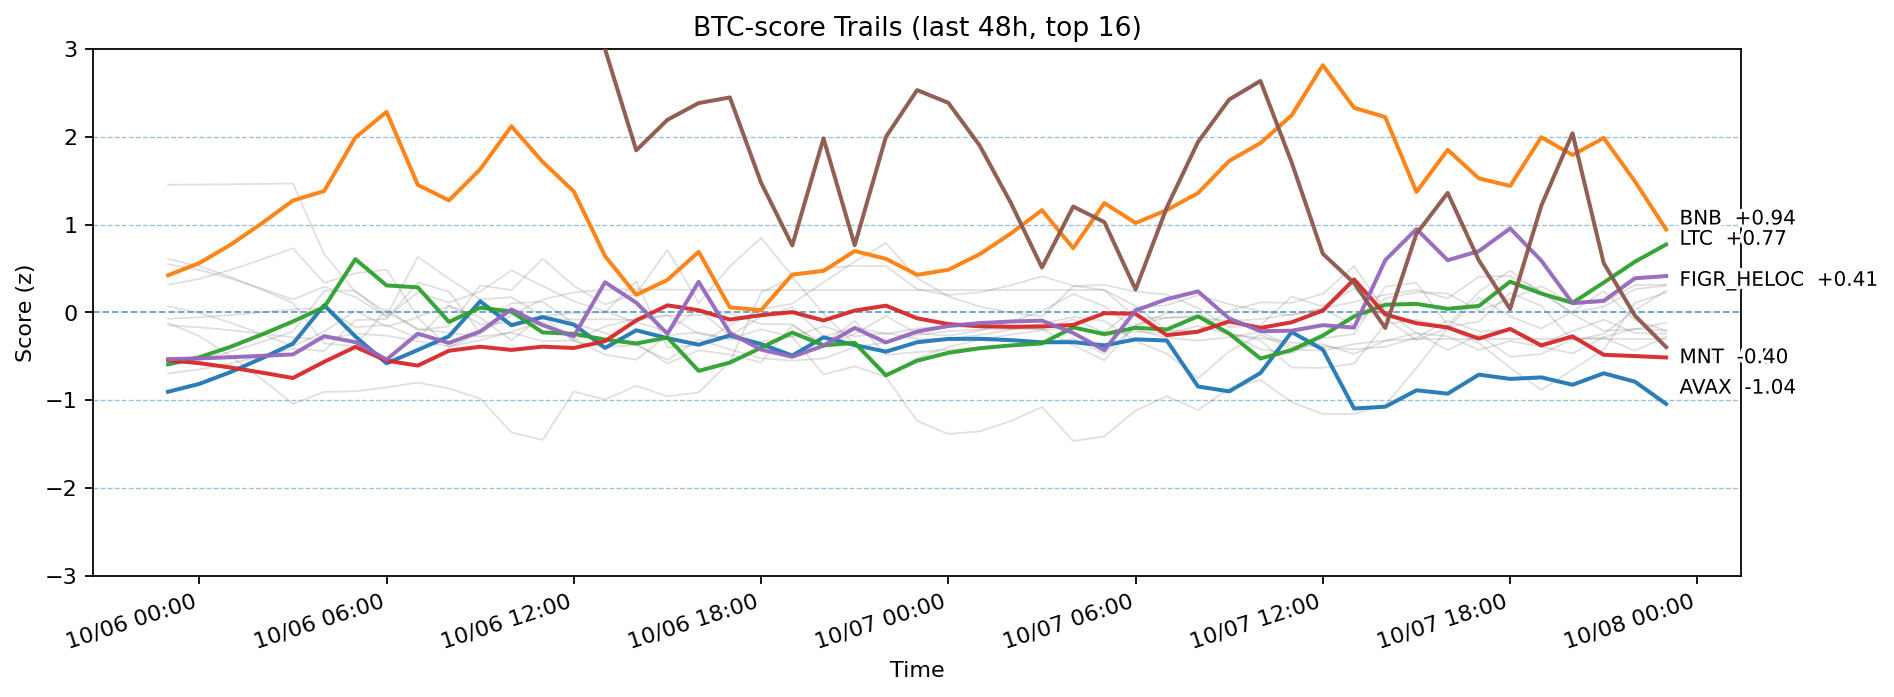 BTC-score Trails (last 48h, top 16)
Score (z)
3
2
1
0
−1
−2
−3
BNB +0.94
LTC +0.77
FIGR_HELOC +0.41
MNT -0.40
AVAX -1.04
10/06 00:00
10/06 06:00
10/06 12:00
10/06 18:00
10/07 00:00
10/07 06:00
10/07 12:00
10/07 18:00
10/08 00:00
Time